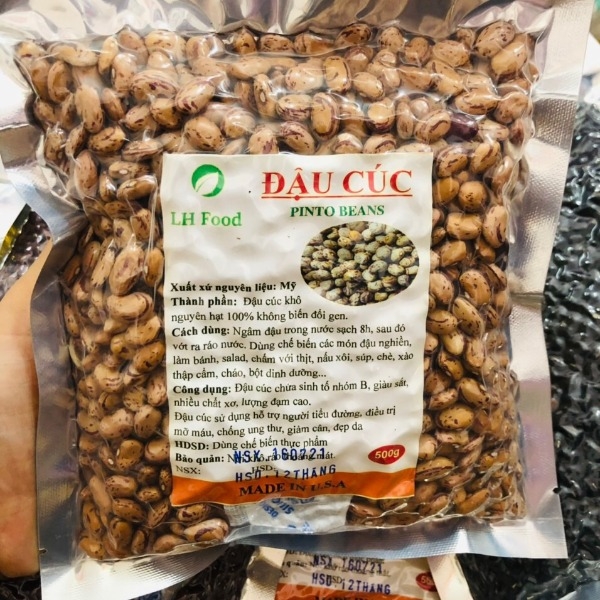 ĐẬU CÚC
LH Food
PINTO BEANS
Xuất xứ nguyên liệu: Mỹ
Thành phần: Đậu cúc khô
nguyên hạt 100% không biến đổi gen.
Cách dùng: Ngâm đậu trong nước sạch 8h, sau đó
vớt ra ráo nước. Dùng chế biến các món đậu nghiền,
làm bánh, salad, chấm với thịt, nấu xôi, súp, chè, xào
thập cẩm, cháo, bột dinh dưỡng...
Công dụng: Đậu cúc chứa sinh tố nhóm B, giàu sắt,
nhiều chất xơ, lượng đạm cao.
Đậu cúc sử dụng hỗ trợ người tiểu đường, điều trị
mỡ máu, chống ung thư, giảm cân, đẹp da
HDSD: Dùng chế biến thực phẩm
Bảo quản: mát.
NSX 160721
500g
NSX: HSD:
HSD 12THÁNG
MADE IN U.S.A
NSX 160721
HSD 12THÁNG